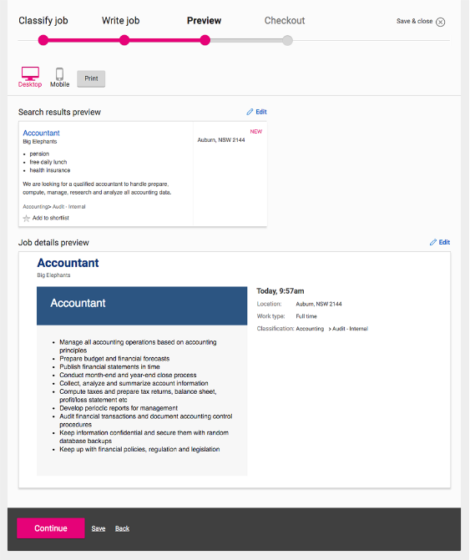 Classify job
Write job
Preview
Checkout
Save & close
Desktop
Mobile
Print
Search results preview
Edit
Accountant
NEW
Big Elephants
Auburn, NSW 2144
pension
free daily lunch
health insurance
We are looking for a qualified accountant to handle prepare,
compute, manage, research and analyze all accounting data.
Accounting> Audit - Internal
Add to shortlist
Job details preview
Edit
Accountant
Big Elephants
Accountant
Manage all accounting operations based on accounting
principles
Prepare budget and financial forecasts
Publish financial statements in time
Conduct month-end and year-end close process
Collect, analyze and summarize account information
Compute taxes and prepare tax returns, balance sheet,
profit/loss statement etc
Develop periodic reports for management
Audit financial transactions and document accounting control
procedures
Keep information confidential and secure them with random
database backups
Keep up with financial policies, regulation and legislation
Today, 9:57am
Location: Auburn, NSW 2144
Work type: Full time
Classification: Accounting > Audit - Internal
Continue
Save
Back